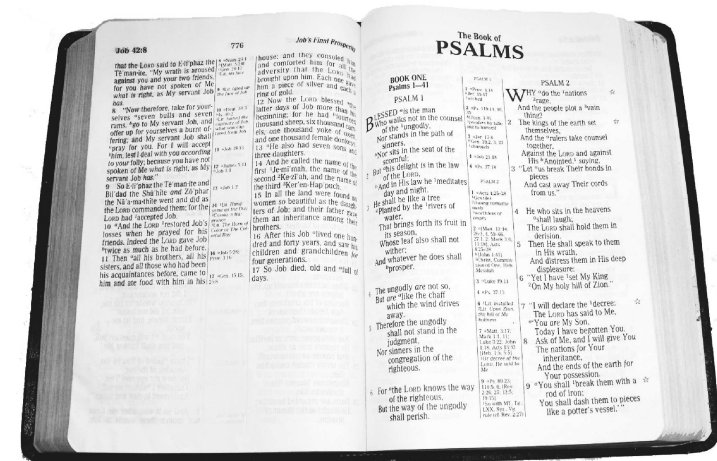 Job 42:8
776
Job's Final Prosperity
that the LORD said to E·li'phaz the
Te'man·ite, "My wrath is aroused
against you and your two friends,
for you have not spoken of Me
what is right, as My servant Job
has.
8 "Now therefore, take for your-
selves seven bulls and seven
rams, go to My servant Job, and
offer up for yourselves a burnt of-
fering; and My servant Job shall
pray for you. For I will accept
him, lest I deal with you according
to your folly; because you have not
spoken of Me what is right, as My
servant Job has."
9 So E·li'phaz the Te'man·ite and
Bil'dad the Shu'hite and Zo'phar
the Na'a·ma·thite went and did as
the LORD commanded them; for the
LORD had accepted Job.
10 And the LORD restored Job's
losses when he prayed for his
friends. Indeed the LORD gave Job
twice as much as he had before.
11 Then all his brothers, all his
sisters, and all those who had been
his acquaintances before, came to
him and ate food with him in his
house; and they consoled him
and comforted him for all the
adversity that the LORD had
brought upon him. Each one gave
him a piece of silver and each a
ring of gold.
12 Now the LORD blessed the
latter days of Job more than his
beginning; for he had fourteen
thousand sheep, six thousand cam-
els, one thousand yoke of oxen,
and one thousand female donkeys.
13 He also had seven sons and
three daughters.
14 And he called the name of the
first Je·mi'mah, the name of the
second Ke·zi'ah, and the name of
the third Ker'en-Hap'puch.
15 In all the land were found no
women so beautiful as the daugh-
ters of Job; and their father gave
them an inheritance among their
brothers.
16 After this Job lived one hun-
dred and forty years, and saw his
children and grandchildren for
four generations.
17 So Job died, old and full of
days.
The Book of
PSALMS
BOOK ONE
Psalms 1—41
PSALM 1
BLESSED is the man
Who walks not in the counsel
of the ungodly,
Nor stands in the path of
sinners,
Nor sits in the seat of the
scornful;
2 But his delight is in the law
of the LORD,
And in His law he meditates
day and night.
3 He shall be like a tree
Planted by the rivers of
water,
That brings forth its fruit in
its season,
Whose leaf also shall not
wither;
And whatever he does shall
prosper.
4 The ungodly are not so,
But are like the chaff
which the wind drives
away.
5 Therefore the ungodly
shall not stand in the
judgment,
Nor sinners in the
congregation of the
righteous.
6 For the LORD knows the way
of the righteous,
But the way of the ungodly
shall perish.
PSALM 2
WHY do the nations
rage,
And the people plot a vain
thing?
2 The kings of the earth set
themselves,
And the rulers take counsel
together,
Against the LORD and against
His Anointed, saying,
3 "Let us break Their bonds in
pieces
And cast away Their cords
from us."
4 He who sits in the heavens
shall laugh;
The LORD shall hold them in
derision.
5 Then He shall speak to them
in His wrath,
And distress them in His deep
displeasure:
6 "Yet I have set My King
On My holy hill of Zion."
7 "I will declare the decree:
The LORD has said to Me,
'You are My Son,
Today I have begotten You.
8 Ask of Me, and I will give You
The nations for Your
inheritance,
And the ends of the earth for
Your possession.
9 You shall break them with a
rod of iron;
You shall dash them to pieces
like a potter's vessel.'"